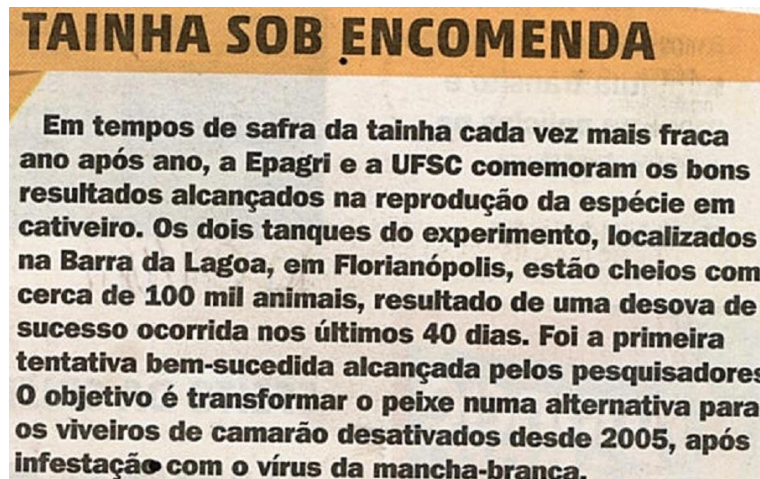 TAINHA SOB ENCOMENDA
Em tempos de safra da tainha cada vez mais fraca
ano após ano, a Epagri e a UFSC comemoram os bons
resultados alcançados na reprodução da espécie em
cativeiro. Os dois tanques do experimento, localizados
na Barra da Lagoa, em Florianópolis, estão cheios com
cerca de 100 mil animais, resultado de uma desova de
sucesso ocorrida nos últimos 40 dias. Foi a primeira
tentativa bem-sucedida alcançada pelos pesquisadores
O objetivo é transformar o peixe numa alternativa para
os viveiros de camarão desativados desde 2005, após
infestação com o vírus da mancha-branca.